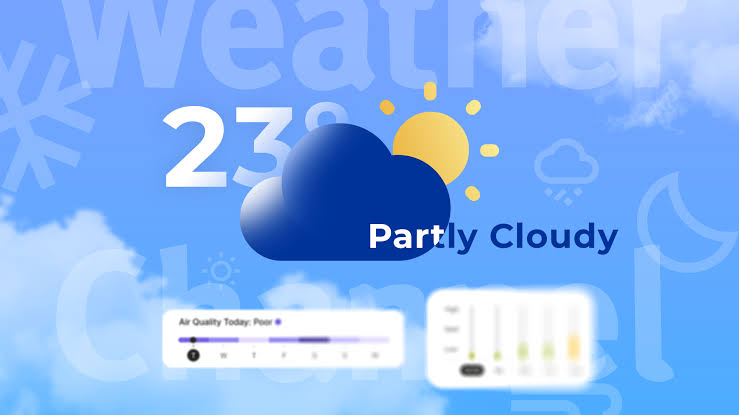 Weather
23°
Partly Cloudy
Channel
Air Quality Today: Poor
T W T F S S M